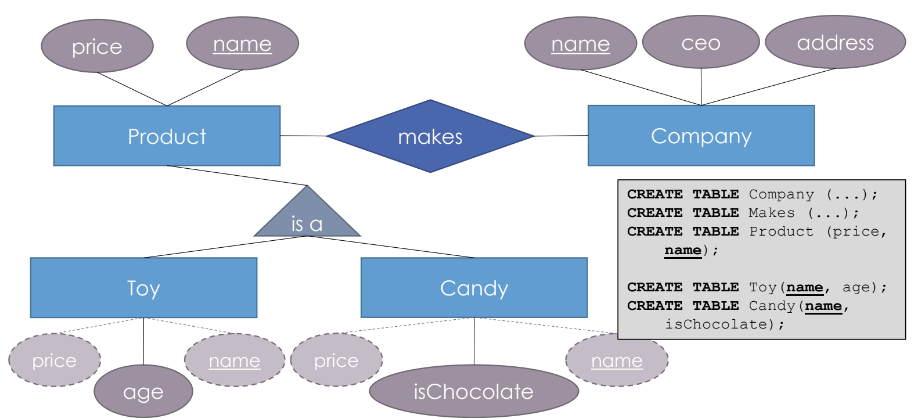 price
name
name
ceo
address
Product
makes
Company
is a
CREATE TABLE Company (...);
CREATE TABLE Makes (...);
CREATE TABLE Product (price,
name);
CREATE TABLE Toy(name, age);
CREATE TABLE Candy(name,
isChocolate);
Toy
Candy
price
name
price
name
age
isChocolate